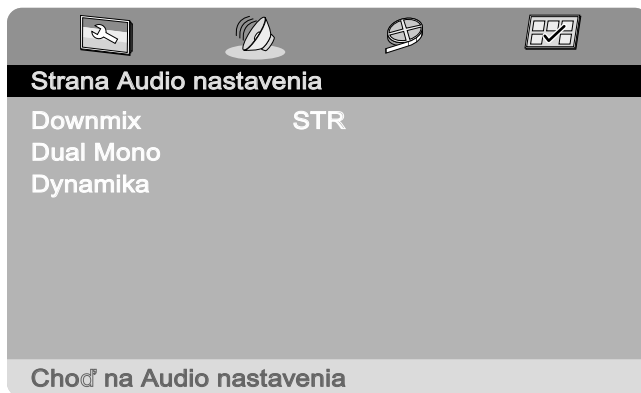 Strana Audio nastavenia
Downmix STR
Dual Mono
Dynamika
Choď na Audio nastavenia